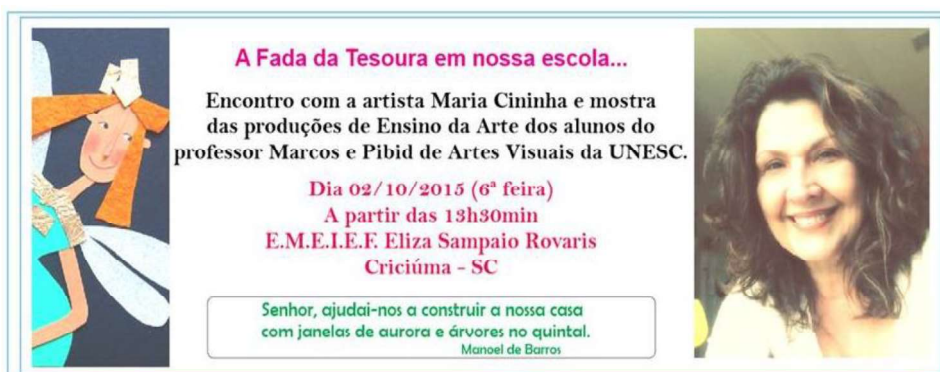 A Fada da Tesoura em nossa escola...
Encontro com a artista Maria Cininha e mostra
das produções de Ensino da Arte dos alunos do
professor Marcos e Pibid de Artes Visuais da UNESC.
Dia 02/10/2015 (6ª feira)
A partir das 13h30min
E.M.E.I.E.F. Eliza Sampaio Rovaris
Criciúma - SC
Senhor, ajudai-nos a construir a nossa casa
com janelas de aurora e árvores no quintal.
Manoel de Barros